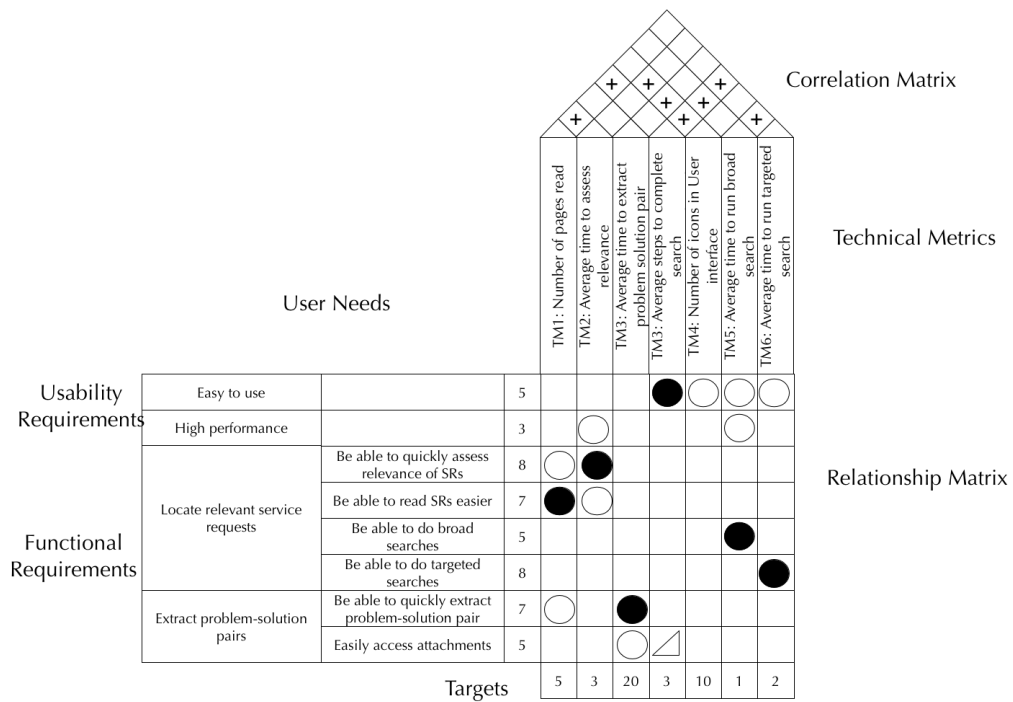 +
+
+
+
+
+
+
+
Correlation Matrix
TM1: Number of pages read
TM2: Average time to assess
relevance
TM3: Average time to extract
problem solution pair
TM3: Average steps to complete
search
TM4: Number of icons in User
interface
TM5: Average time to run broad
search
TM6: Average time to run targeted
search
Technical Metrics
User Needs
Usability
Requirements
Easy to use
5
High performance
3
Relationship Matrix
Functional
Requirements
Locate relevant service
requests
Be able to quickly assess
relevance of SRs
8
Be able to read SRs easier
7
Be able to do broad
searches
5
Be able to do targeted
searches
8
Extract problem-solution
pairs
Be able to quickly extract
problem-solution pair
7
Easily access attachments
5
Targets
5
3
20
3
10
1
2